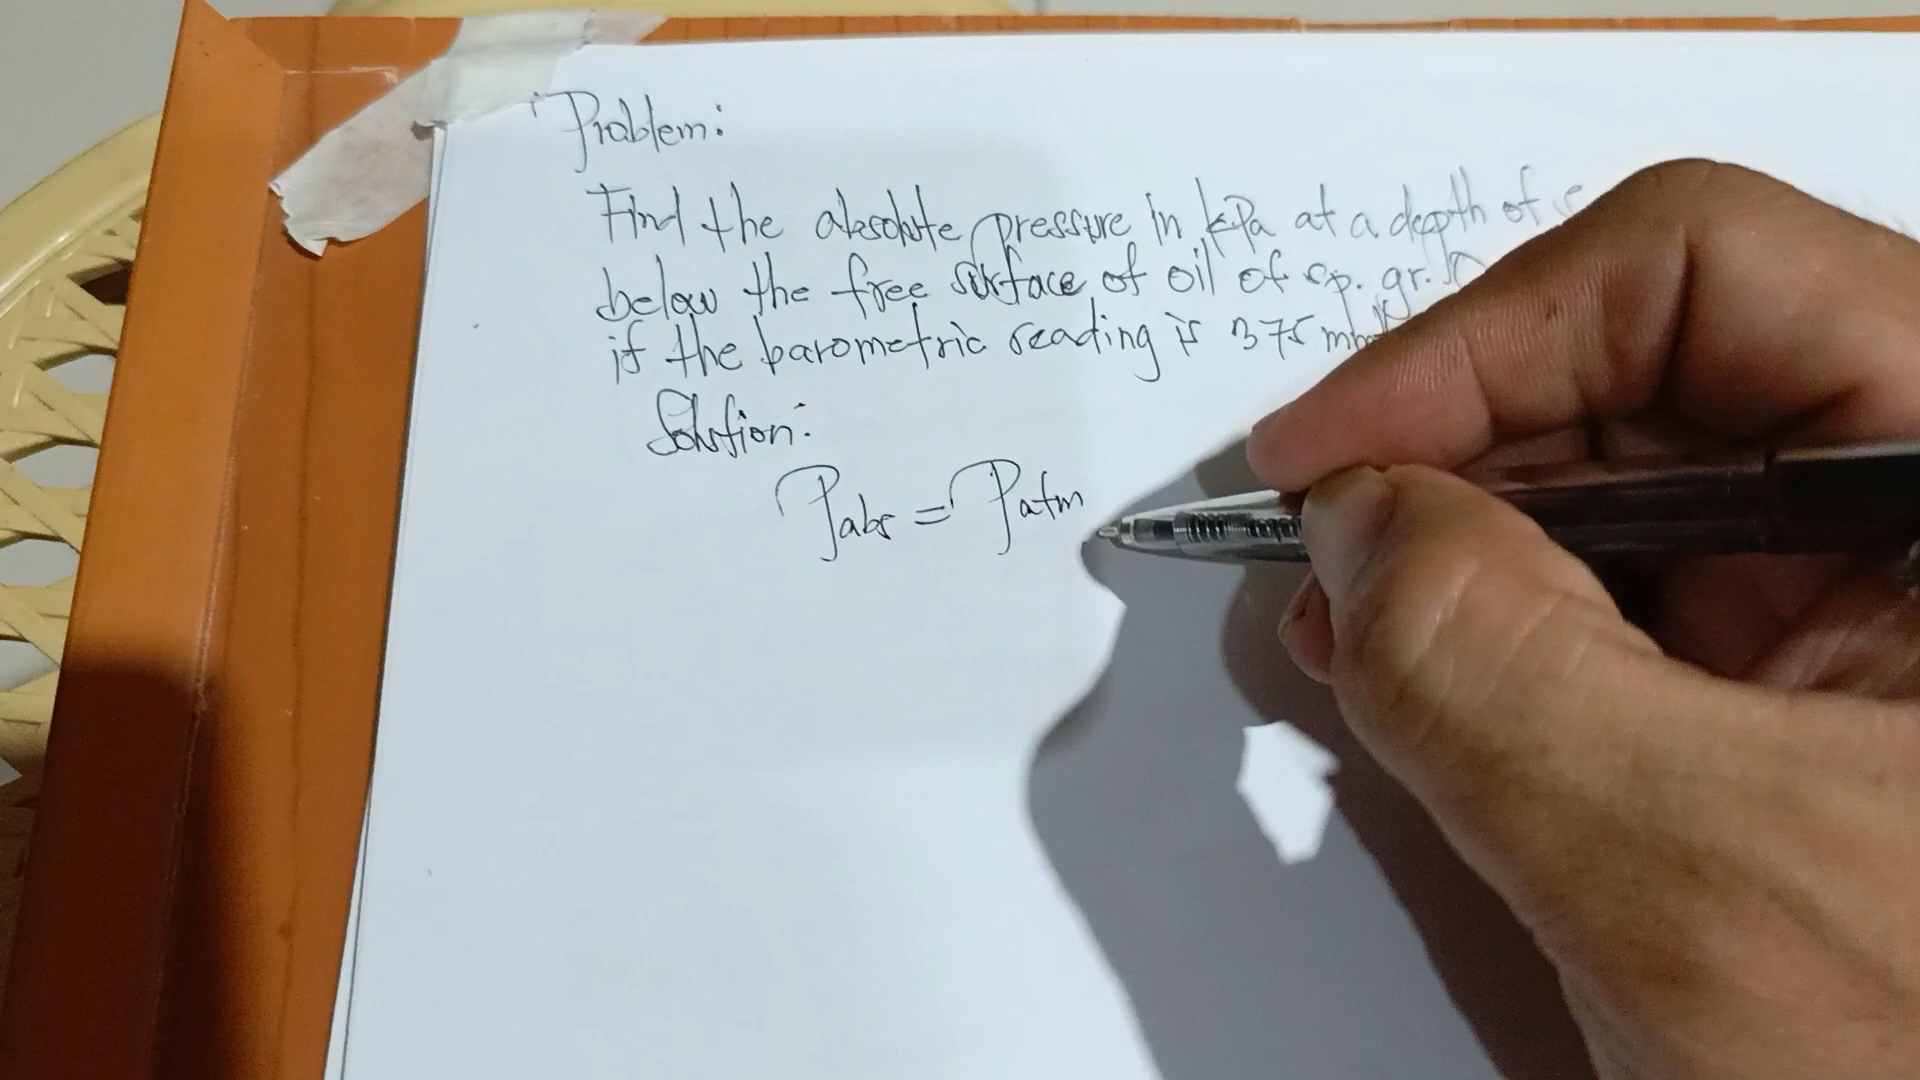 Problem:
Find the absolute pressure in kPa at a depth of
below the free surface of oil of sp. gr.
if the barometric reading is 375
Solution:
Pabs = Patm